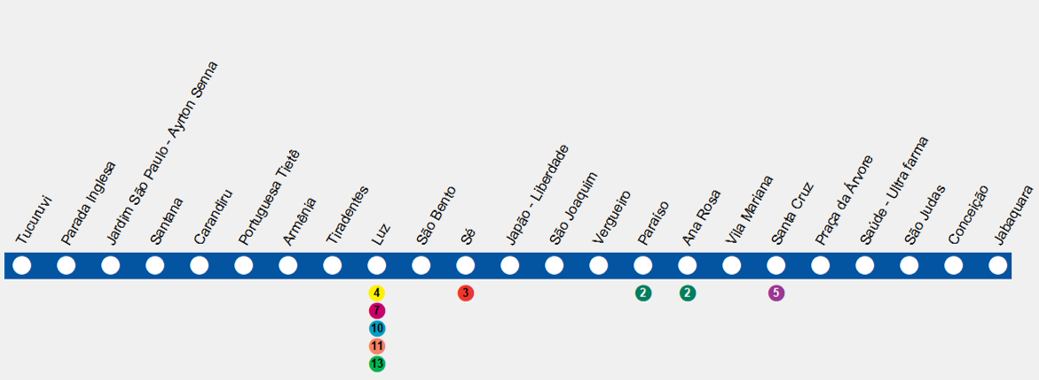 Tucuruvi
Parada Inglesa
Jardim São Paulo - Ayrton Senna
Santana
Carandiru
Portuguesa Tietê
Armênia
Tiradentes
Luz
São Bento
Sé
Japão - Liberdade
São Joaquim
Vergueiro
Paraíso
Ana Rosa
Vila Mariana
Santa Cruz
Praça da Árvore
Saúde - Ultrafarma
São Judas
Conceição
Jabaquara
4
3
2
2
5
7
10
11
13